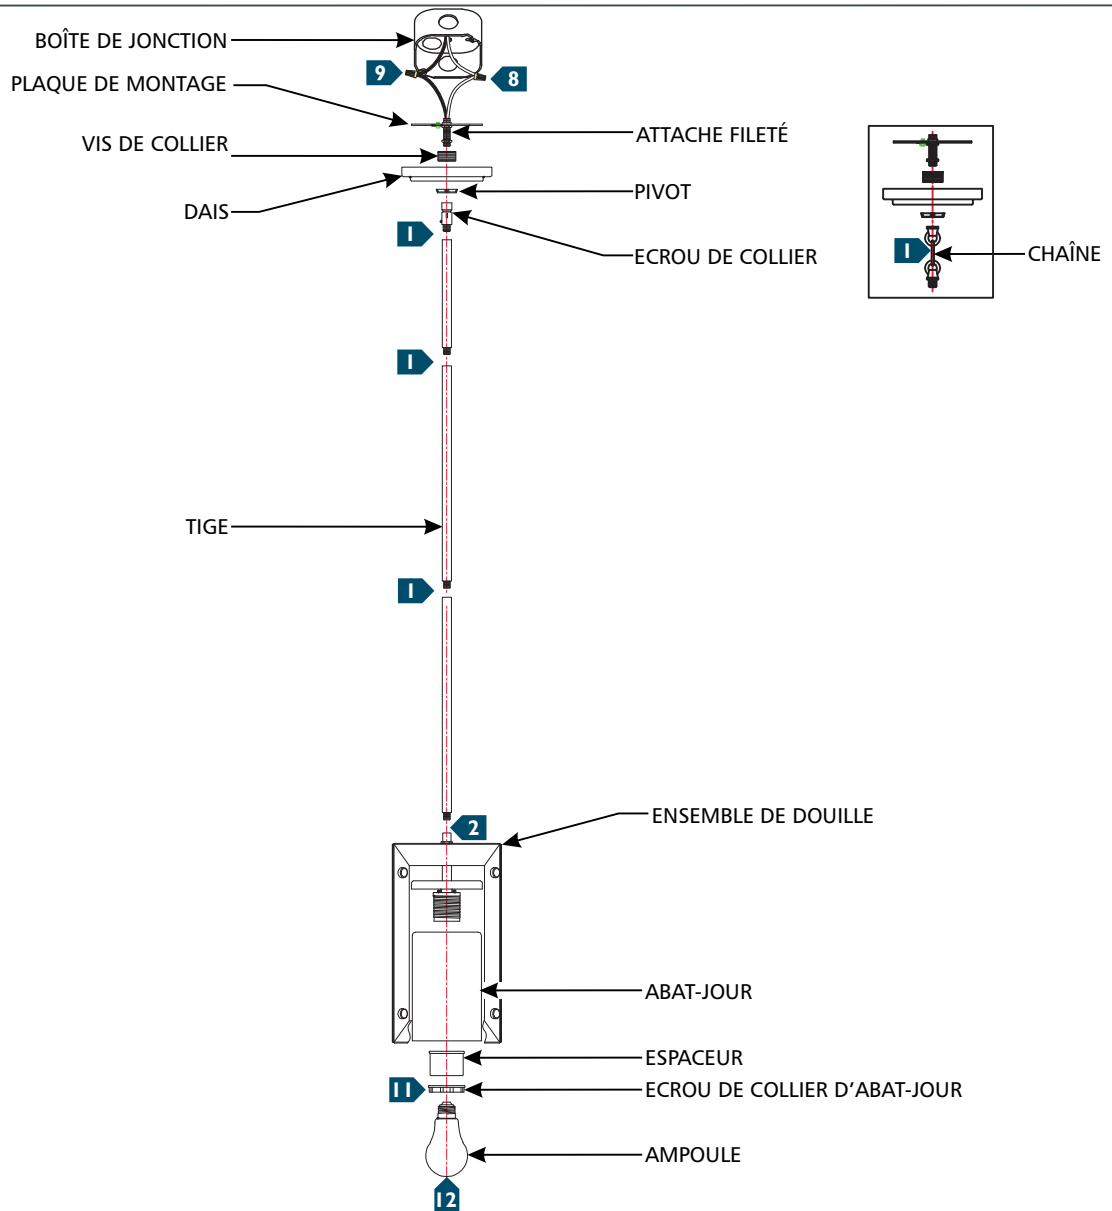 BOÎTE DE JONCTION
9
8
PLAQUE DE MONTAGE
ATTACHE FILETÉ
VIS DE COLLIER
PIVOT
DAIS
1
ECROU DE COLLIER
1
CHAÎNE
1
TIGE
1
ENSEMBLE DE DOUILLE
2
ABAT-JOUR
ESPACEUR
11
ECROU DE COLLIER D’ABAT-JOUR
AMPOULE
12